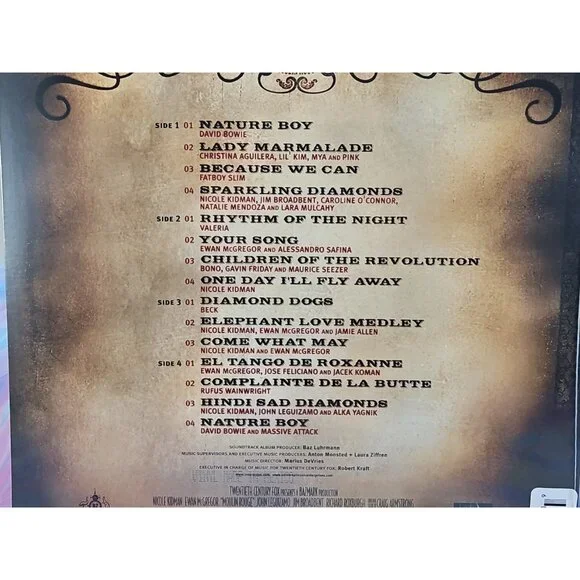 SIDE 1 01 NATURE BOY
DAVID BOWIE
02 LADY MARMALADE
CHRISTINA AGUILERA, LIL' KIM, MYA AND PINK
03 BECAUSE WE CAN
FATBOY SLIM
04 SPARKLING DIAMONDS
NICOLE KIDMAN, JIM BROADBENT, CAROLINE O'CONNOR,
NATALIE MENDOZA AND LARA MULCAHY
SIDE 2 01 RHYTHM OF THE NIGHT
VALERIA
02 YOUR SONG
EWAN McGREGOR AND ALESSANDRO SAFINA
03 CHILDREN OF THE REVOLUTION
BONO, GAVIN FRIDAY AND MAURICE SEEZER
04 ONE DAY I'LL FLY AWAY
NICOLE KIDMAN
SIDE 3 01 DIAMOND DOGS
BECK
02 ELEPHANT LOVE MEDLEY
NICOLE KIDMAN, EWAN McGREGOR AND JAMIE ALLEN
03 COME WHAT MAY
NICOLE KIDMAN AND EWAN McGREGOR
SIDE 4 01 EL TANGO DE ROXANNE
EWAN McGREGOR, JOSE FELICIANO AND JACEK KOMAN
02 COMPLAINTE DE LA BUTTE
RUFUS WAINWRIGHT
03 HINDI SAD DIAMONDS
NICOLE KIDMAN, JOHN LEGUIZAMO AND ALKA YAGNIK
04 NATURE BOY
DAVID BOWIE AND MASSIVE ATTACK
SOUNDTRACK ALBUM PRODUCER: Baz Luhrmann
MUSIC SUPERVISORS AND EXECUTIVE MUSIC PRODUCERS: Anton Monsted + Laura Ziffren
MUSIC DIRECTOR: Marius DeVries
EXECUTIVE IN CHARGE OF MUSIC FOR TWENTIETH CENTURY FOX: Robert Kraft
TWENTIETH CENTURY FOX PRESENTS A BAZMARK PRODUCTION
NICOLE KIDMAN EWAN McGREGOR "MOULIN ROUGE" JOHN LEGUIZAMO JIM BROADBENT RICHARD ROXBURGH CRAIG ARMSTRONG